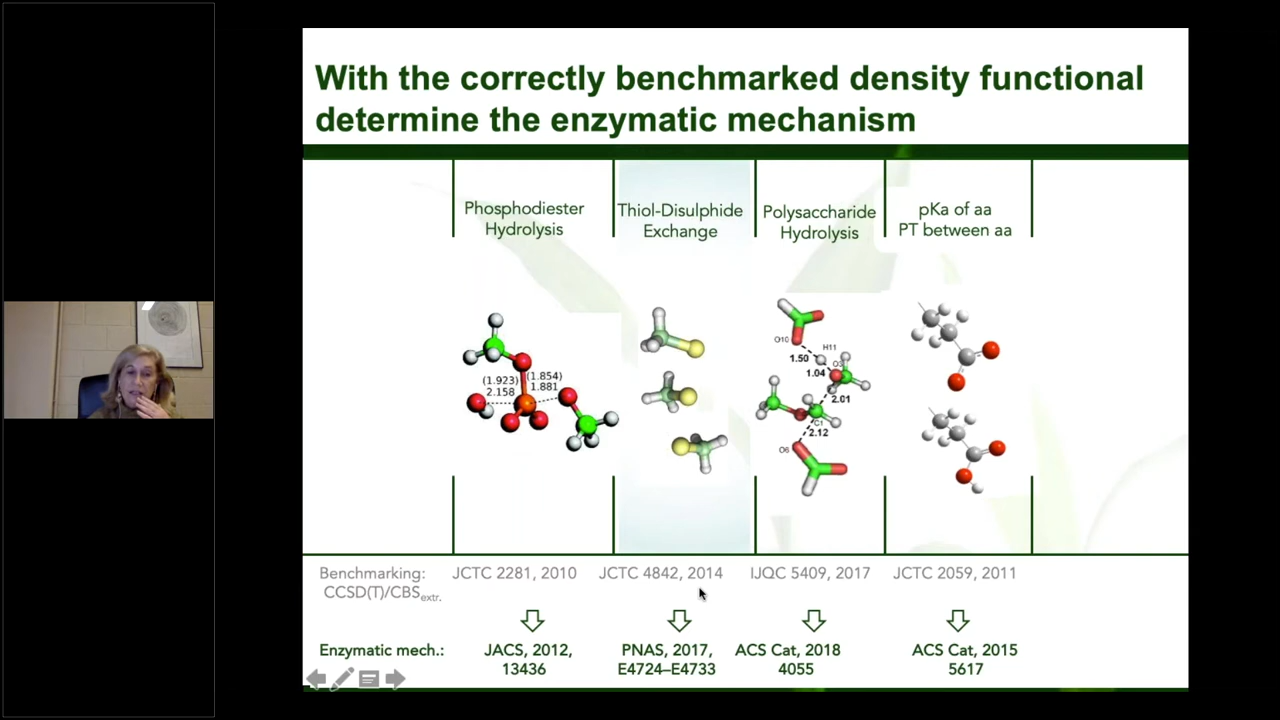 With the correctly benchmarked density functional
determine the enzymatic mechanism
Phosphodiester
Hydrolysis
Thiol-Disulphide
Exchange
Polysaccharide
Hydrolysis
pKa of aa
PT between aa
(1.923)
2.158
(1.854)
1.881
O10
H11
1.50
O3
1.04
2.01
C1
2.12
O6
Benchmarking:
CCSD(T)/CBSextr.
JCTC 2281, 2010
JCTC 4842, 2014
IJQC 5409, 2017
JCTC 2059, 2011
Enzymatic mech.:
JACS, 2012,
13436
PNAS, 2017,
E4724–E4733
ACS Cat, 2018
4055
ACS Cat, 2015
5617